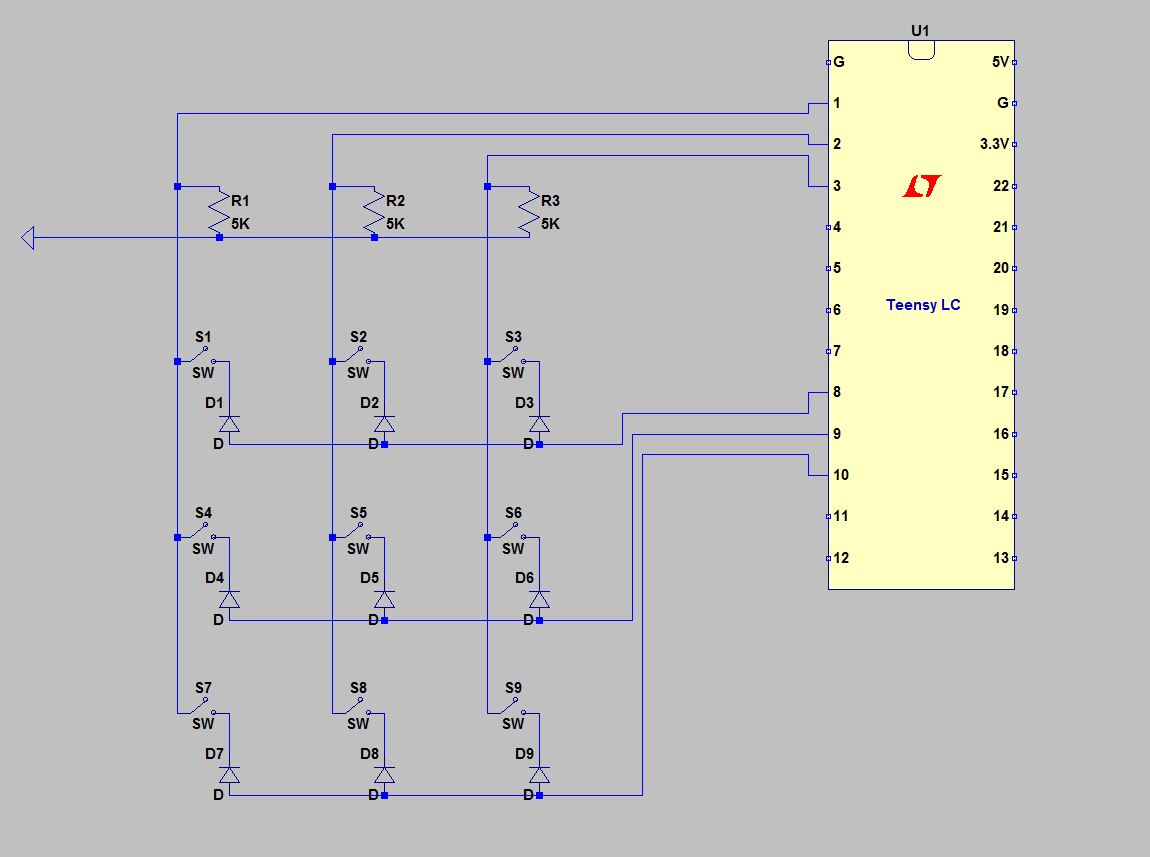 U1
G 5V
1 G
2 3.3V
3 22
R1 R2 R3
5K 5K 5K
4 21
5 20
Teensy LC
6 19
S1 S2 S3
7 18
SW SW SW
8 17
D1 D2 D3
9 16
D D D
10 15
S4 S5 S6
11 14
SW SW SW
12 13
D4 D5 D6
D D D
S7 S8 S9
SW SW SW
D7 D8 D9
D D D